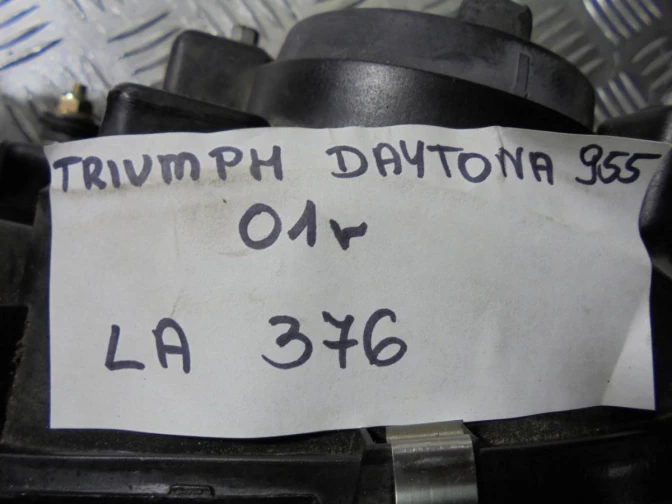 TRIUMPH DAYTONA 955
01r
LA 376